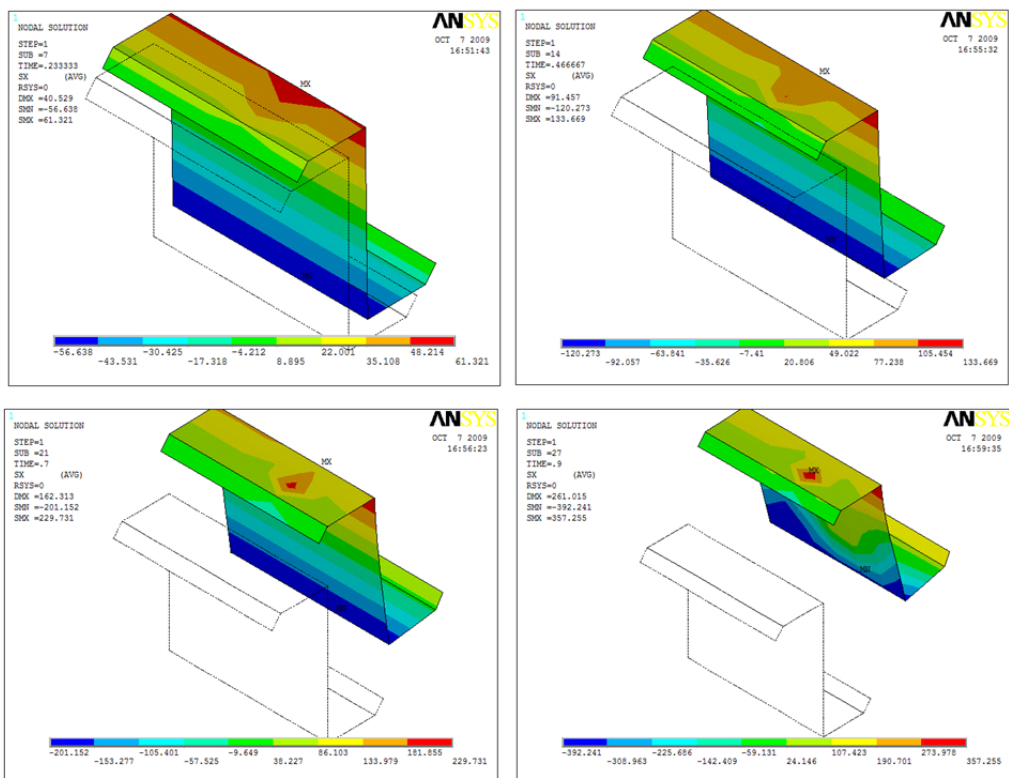 1
NODAL SOLUTION
STEP=1
SUB =7
TIME=.233333
SX (AVG)
RSYS=0
DMX =40.529
SMN =-56.638
SMX =61.321
ANSYS
OCT 7 2009
16:51:43
MX
-56.638 -30.425 -4.212 22.001 48.214
-43.531 -17.318 8.895 35.108 61.321
1
NODAL SOLUTION
STEP=1
SUB =14
TIME=.466667
SX (AVG)
RSYS=0
DMX =91.457
SMN =-120.273
SMX =133.669
ANSYS
OCT 7 2009
16:55:32
MX
MN
-120.273 -63.841 -7.41 49.022 105.454
-92.057 -35.626 20.806 77.238 133.669
1
NODAL SOLUTION
STEP=1
SUB =21
TIME=.7
SX (AVG)
RSYS=0
DMX =162.313
SMN =-201.152
SMX =229.731
ANSYS
OCT 7 2009
16:56:23
MX
-201.152 -105.401 -9.649 86.103 181.855
-153.277 -57.525 38.227 133.979 229.731
1
NODAL SOLUTION
STEP=1
SUB =27
TIME=.9
SX (AVG)
RSYS=0
DMX =261.015
SMN =-392.241
SMX =357.255
ANSYS
OCT 7 2009
16:59:35
MX
MN
-392.241 -225.686 -59.131 107.423 273.978
-308.963 -142.409 24.146 190.701 357.255